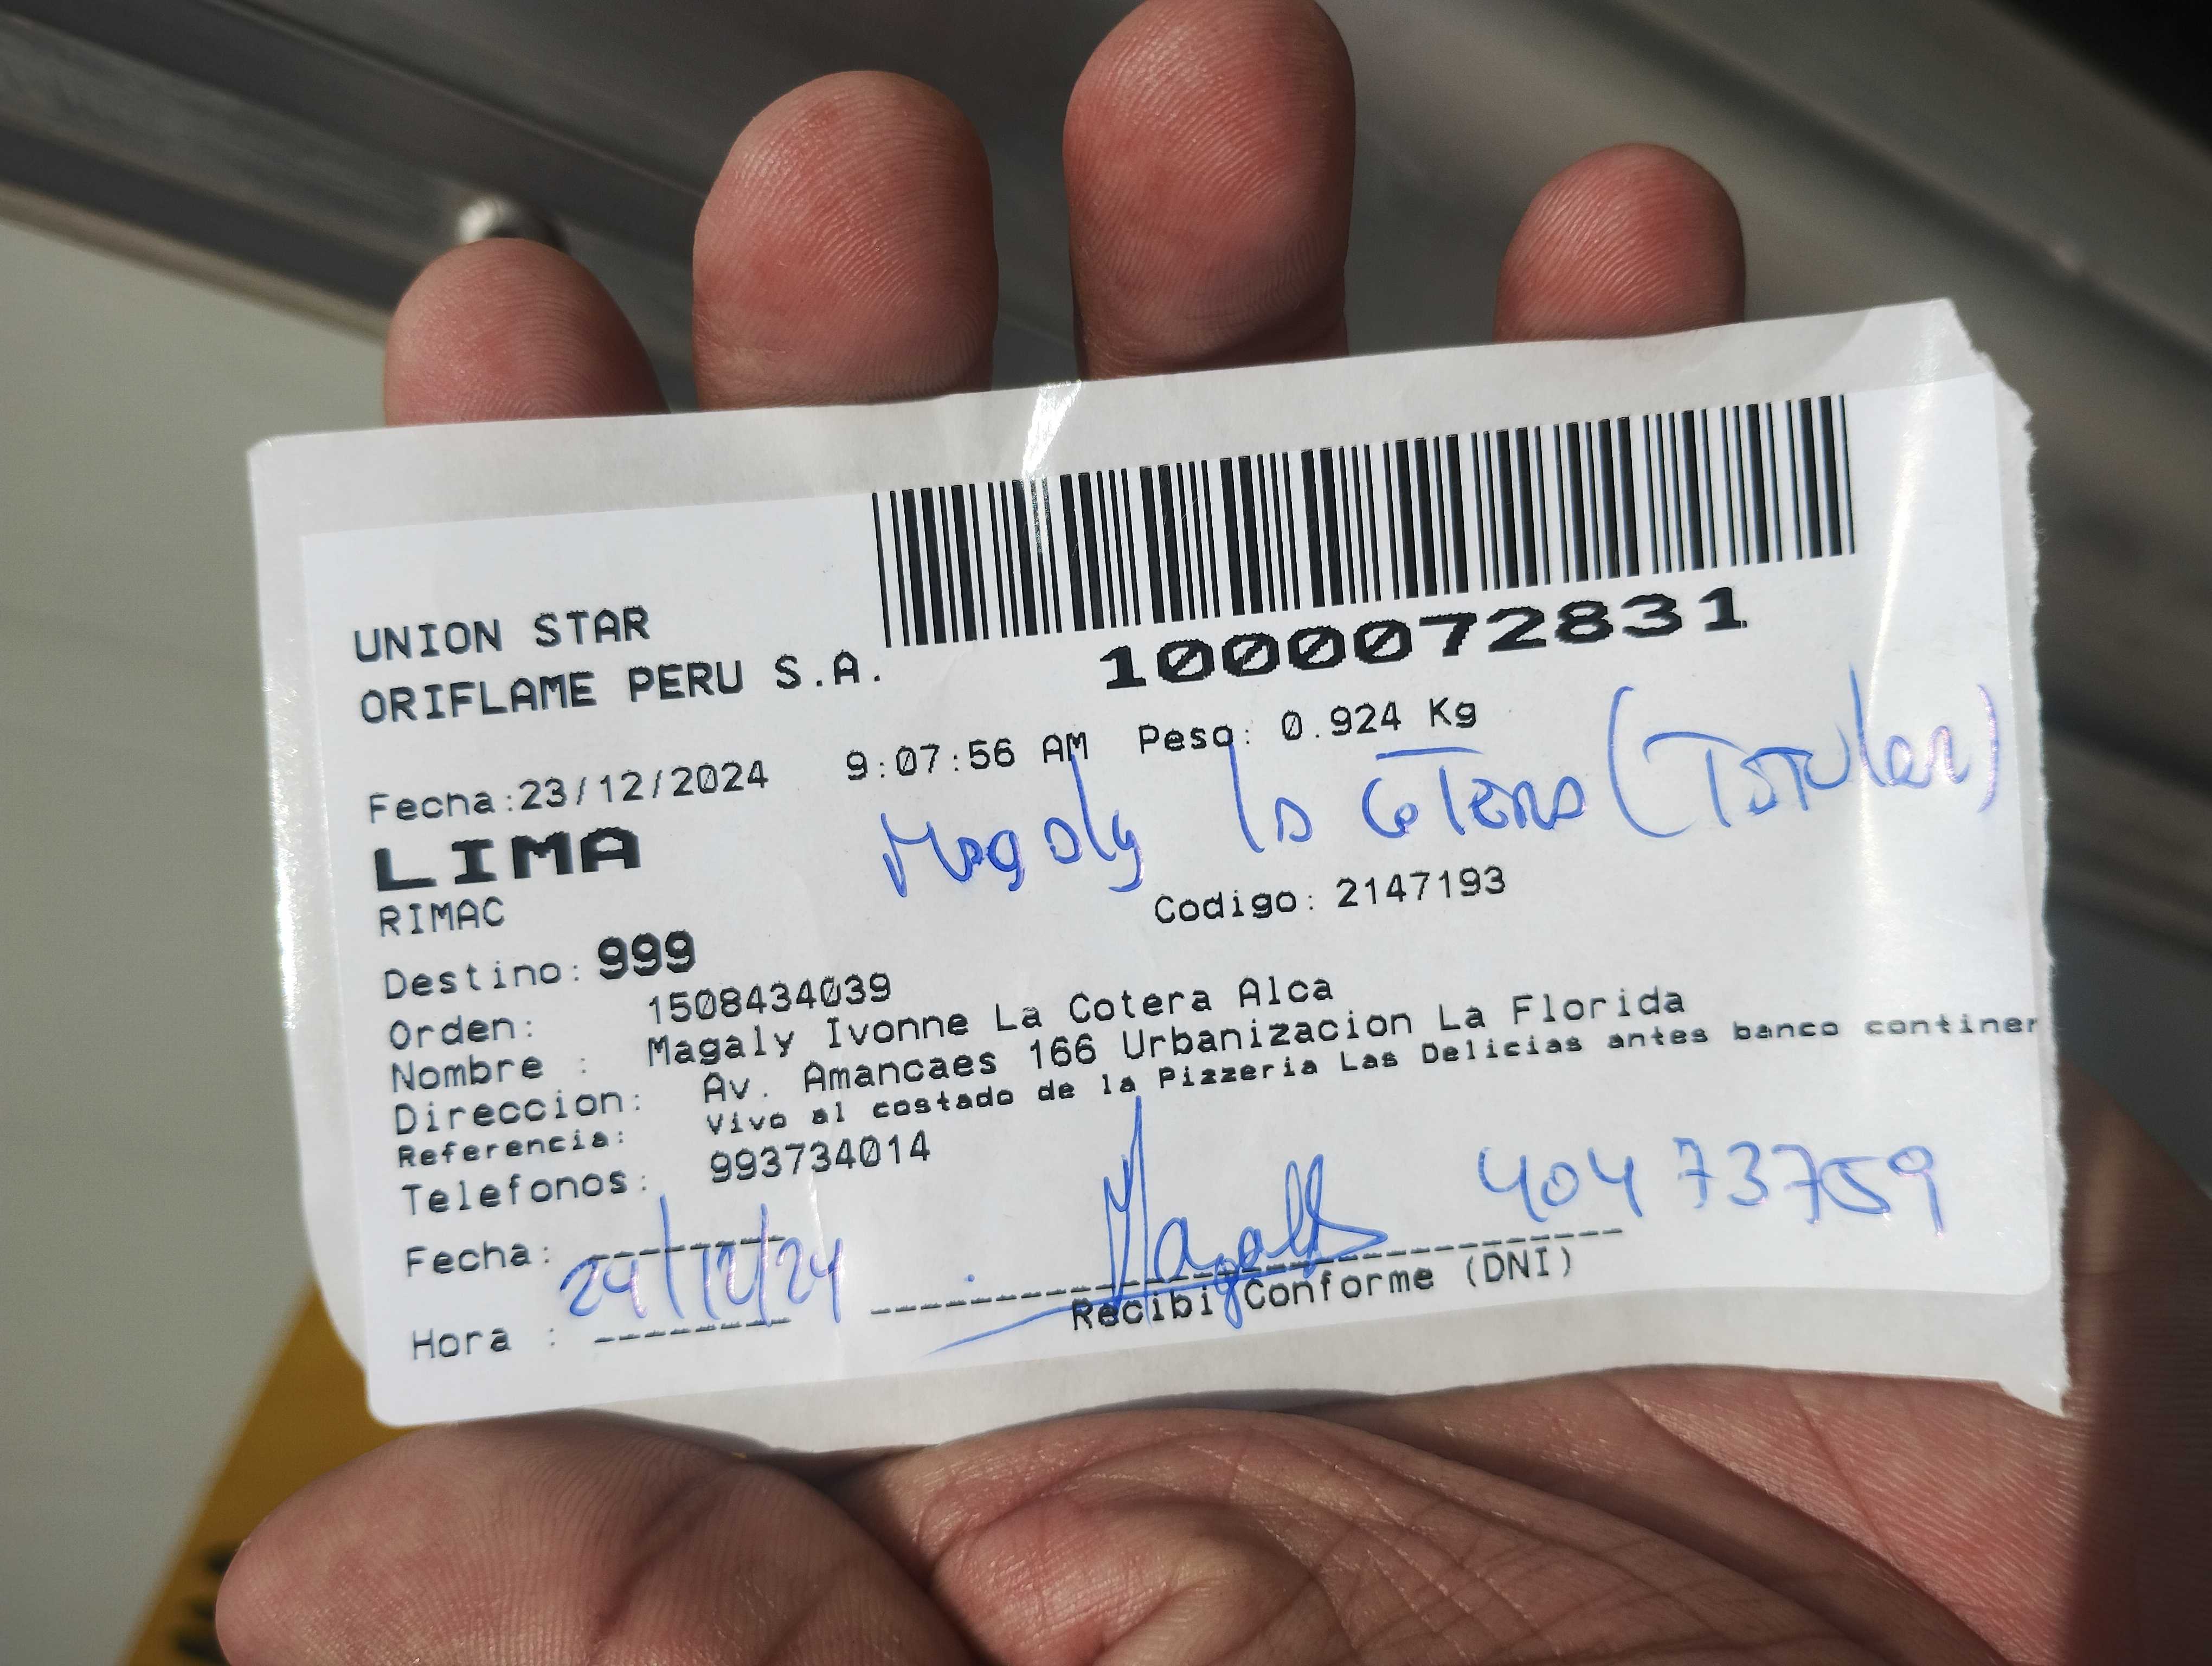 1000072831
UNION STAR
ORIFLAME PERU S.A.
Fecha:23/12/2024 9:07:56 AM Peso: 0.924 Kg
LIMA
Magaly la Cotera (Titular)
RIMAC
Codigo: 2147193
Destino: 999
Orden: 1508434039
Nombre : Magaly Ivonne La Cotera Alca
Direccion: Av. Amancaes 166 Urbanizacion La Florida
Referencia: Vivo al costado de la Pizzeria Las Delicias antes banco continen
Telefonos: 993734014
Fecha: 24/12/24
Magaly 40473759
Hora :
Recibi Conforme (DNI)